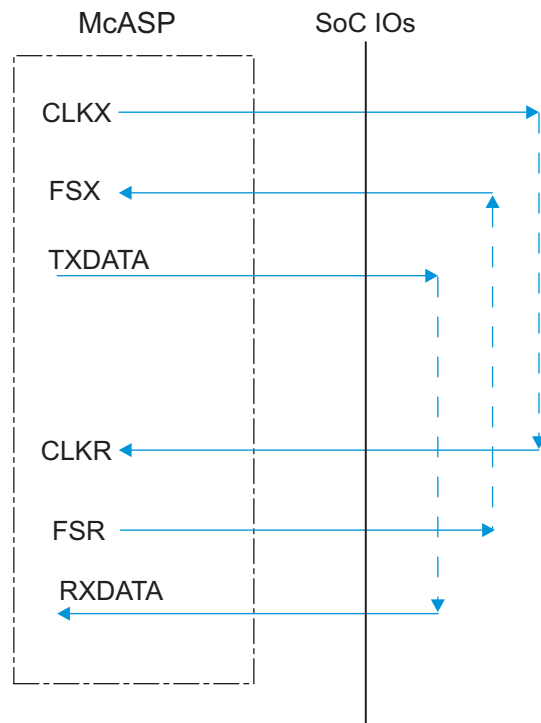 McASP
SoC IOs
CLKX
FSX
TXDATA
CLKR
FSR
RXDATA